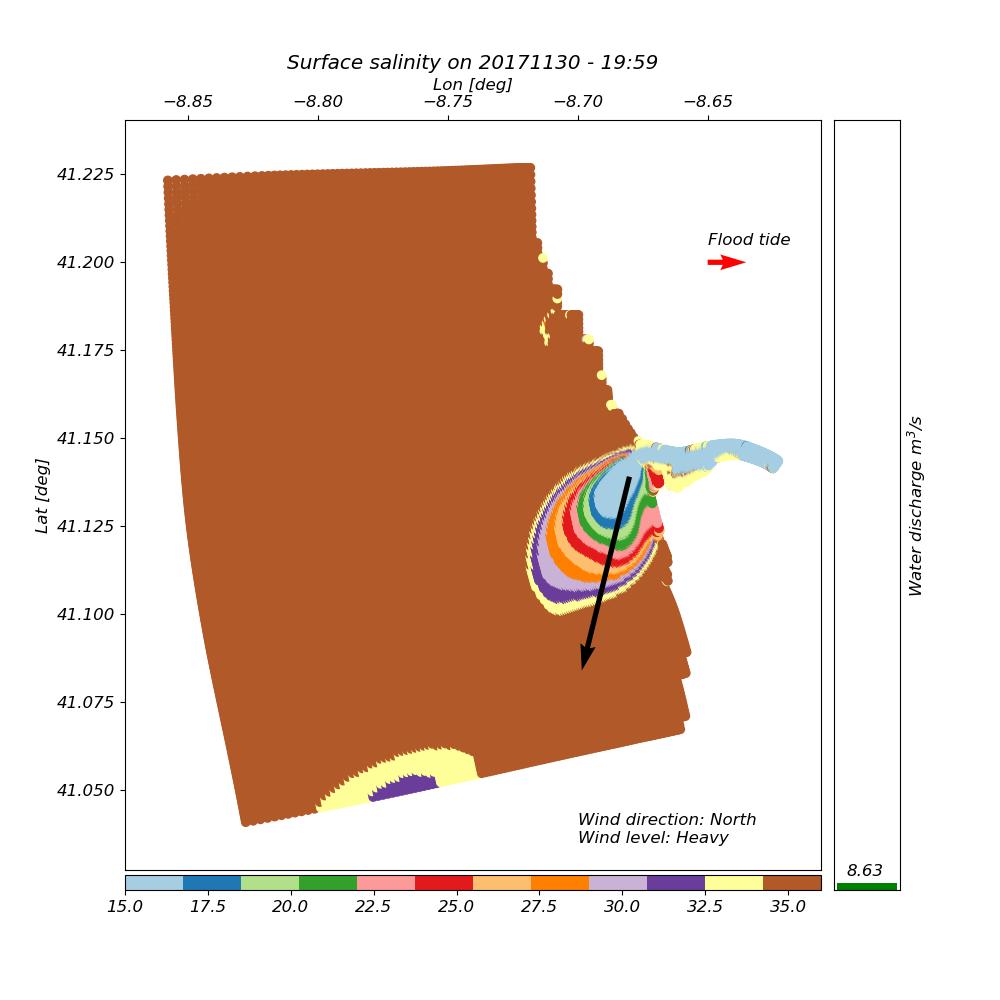 Surface salinity on 20171130 - 19:59
Lon [deg]
−8.85 −8.80 −8.75 −8.70 −8.65
41.225
41.200
41.175
41.150
41.125
41.100
41.075
41.050
Lat [deg]
Flood tide
Wind direction: North
Wind level: Heavy
15.0 17.5 20.0 22.5 25.0 27.5 30.0 32.5 35.0
8.63
Water discharge m³/s